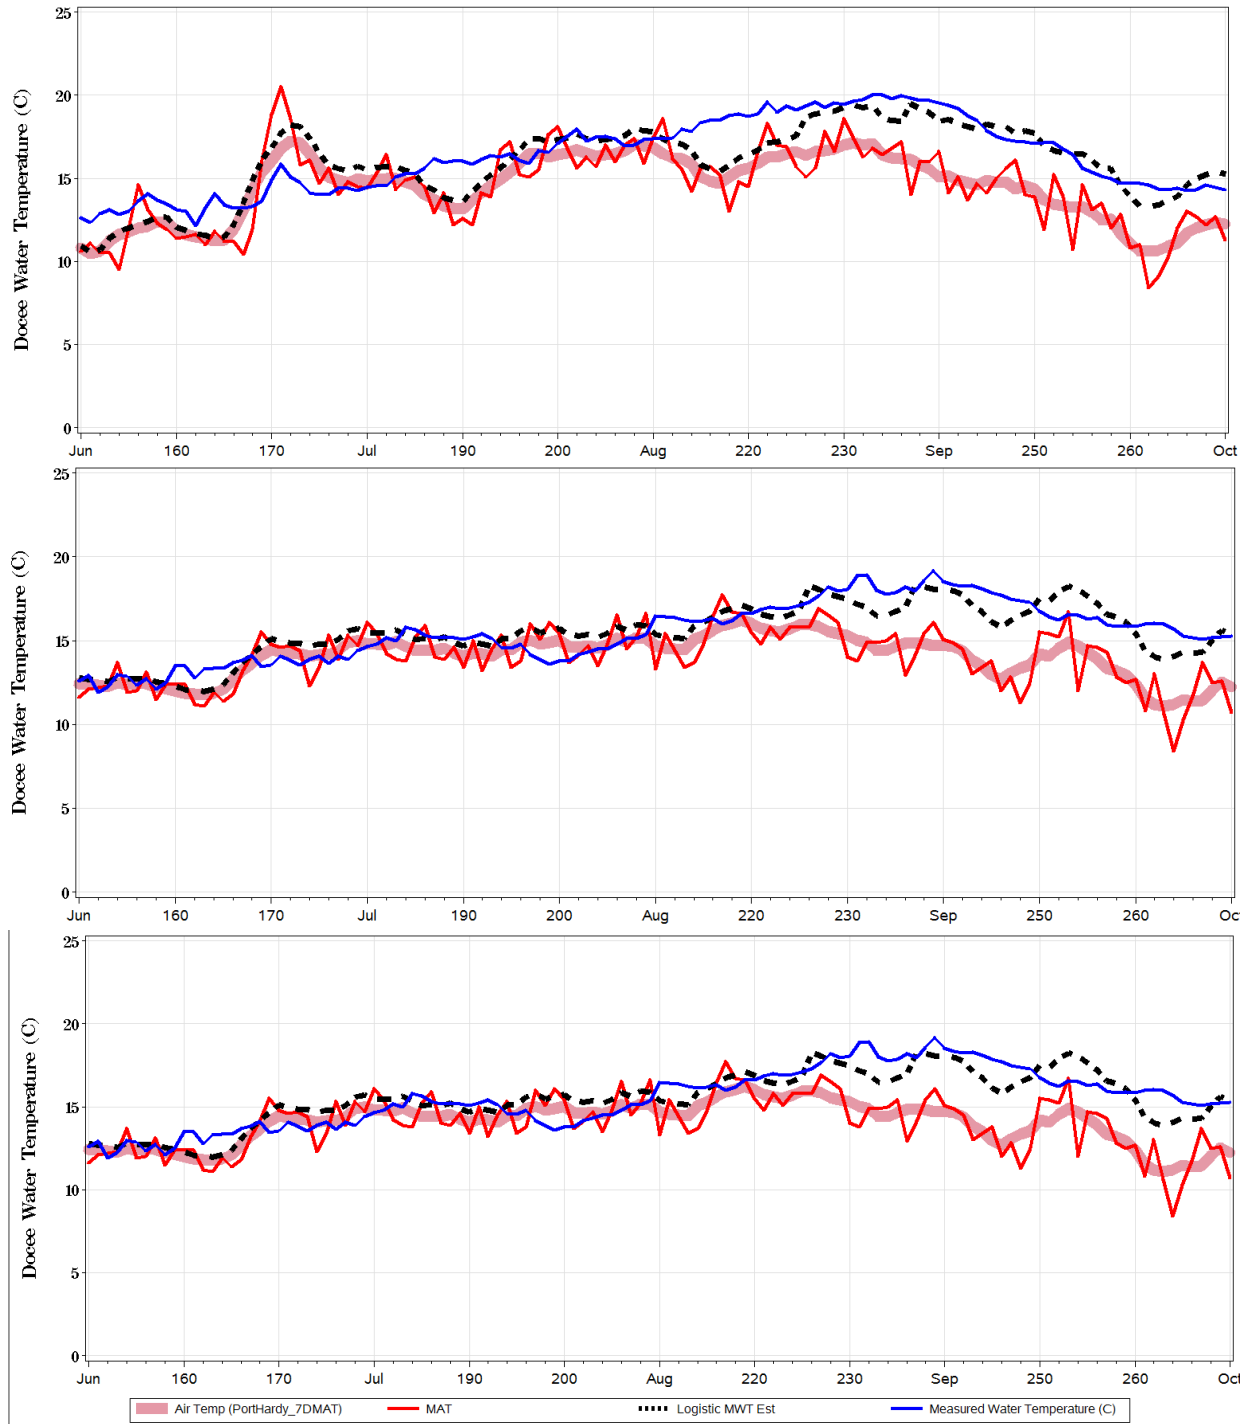 25
20
15
10
5
0
Docee Water Temperature (C)
Jun 160 170 Jul 190 200 Aug 220 230 Sep 250 260 Oct
25
20
15
10
5
0
Docee Water Temperature (C)
Jun 160 170 Jul 190 200 Aug 220 230 Sep 250 260 Oct
25
20
15
10
5
0
Docee Water Temperature (C)
Jun 160 170 Jul 190 200 Aug 220 230 Sep 250 260 Oct
Air Temp (PortHardy_7DMAT) MAT Logistic MWT Est Measured Water Temperature (C)